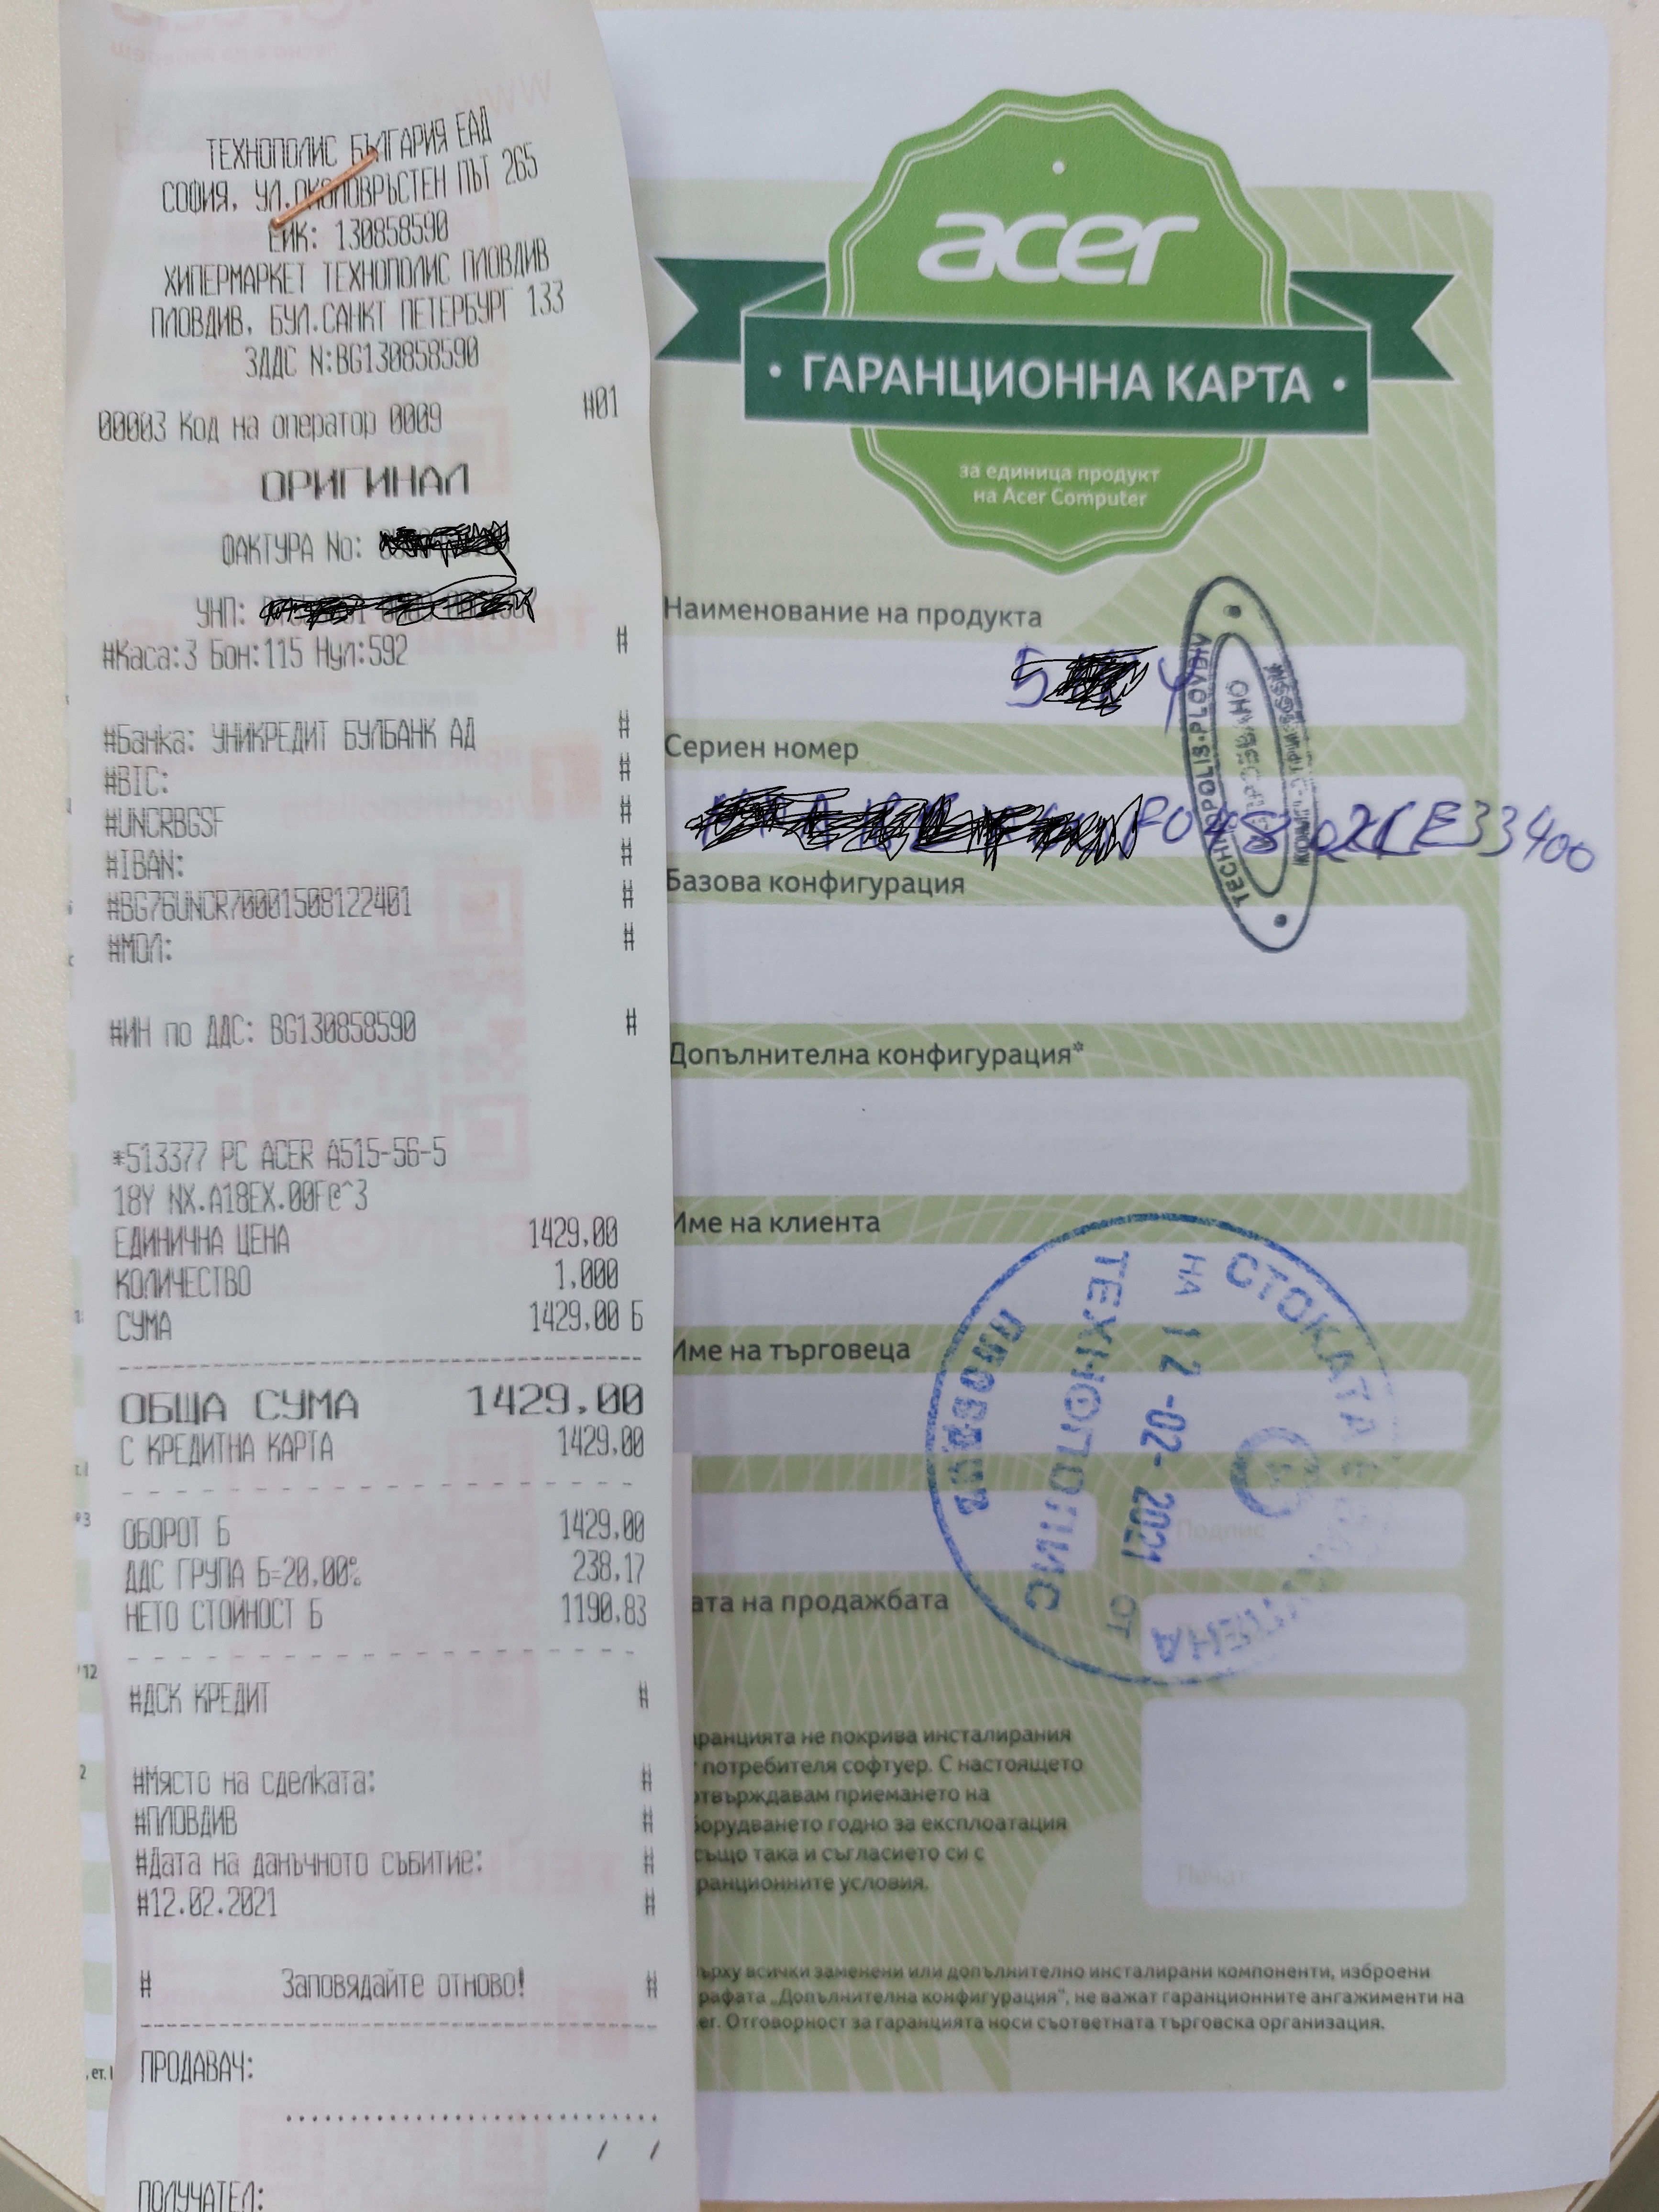 ТЕХНОПОЛИС БЪЛГАРИЯ ЕАД
СОФИЯ, УЛ.ОКОЛОВРЪСТЕН ПЪТ 265
ЕИК: 130858590
ХИПЕРМАРКЕТ ТЕХНОПОЛИС ПЛОВДИВ
ПЛОВДИВ, БУЛ.САНКТ ПЕТЕРБУРГ 133
ЗДДС N:BG130858590
00003 Код на оператор 0009 #01
ОРИГИНАЛ
ФАКТУРА No:
УНП:
#Каса:3 Бон:115 Нул:592 #
#Банка: УНИКРЕДИТ БУЛБАНК АД #
#BIC: #
#UNCRBGSF #
#IBAN: #
#BG76UNCR70001508122401 #
#МОЛ: #
#ИН по ДДС: BG130858590 #
*513377 PC ACER A515-56-5
18Y NX.A18EX.00F@^3
ЕДИНИЧНА ЦЕНА 1429,00
КОЛИЧЕСТВО 1,000
СУМА 1429,00 Б
ОБЩА СУМА 1429,00
С КРЕДИТНА КАРТА 1429,00
ОБОРОТ Б 1429,00
ДДС ГРУПА Б=20,00% 238,17
НЕТО СТОЙНОСТ Б 1190,83
#ДСК КРЕДИТ #
#Място на сделката: #
#ПЛОВДИВ #
#Дата на данъчното събитие: #
#12.02.2021 #
# Заповядайте отново! #
ПРОДАВАЧ:
/ /
ПОЛУЧАТЕЛ:
acer
• ГАРАНЦИОННА КАРТА •
за единица продукт
на Acer Computer
Наименование на продукта
5
Сериен номер
CE33400
TECHNOPOLIS-PLOVDIV
Базова конфигурация
Допълнителна конфигурация*
Име на клиента
Име на търговеца
СТОКАТА Е
НА 12-02-2021 ОТ
ТЕХНОПОЛИС
ПЛОВДИВ
Подпис
ата на продажбата
аранцията не покрива инсталирания
потребителя софтуер. С настоящето
отвърждавам приемането на
борудването годно за експлоатация
също така и съгласието си с
ранционните условия.
Печат
ърху всички заменени или допълнително инсталирани компоненти, изброени
рафата „Допълнителна конфигурация", не важат гаранционните ангажименти на
er. Отговорност за гаранцията носи съответната търговска организация.